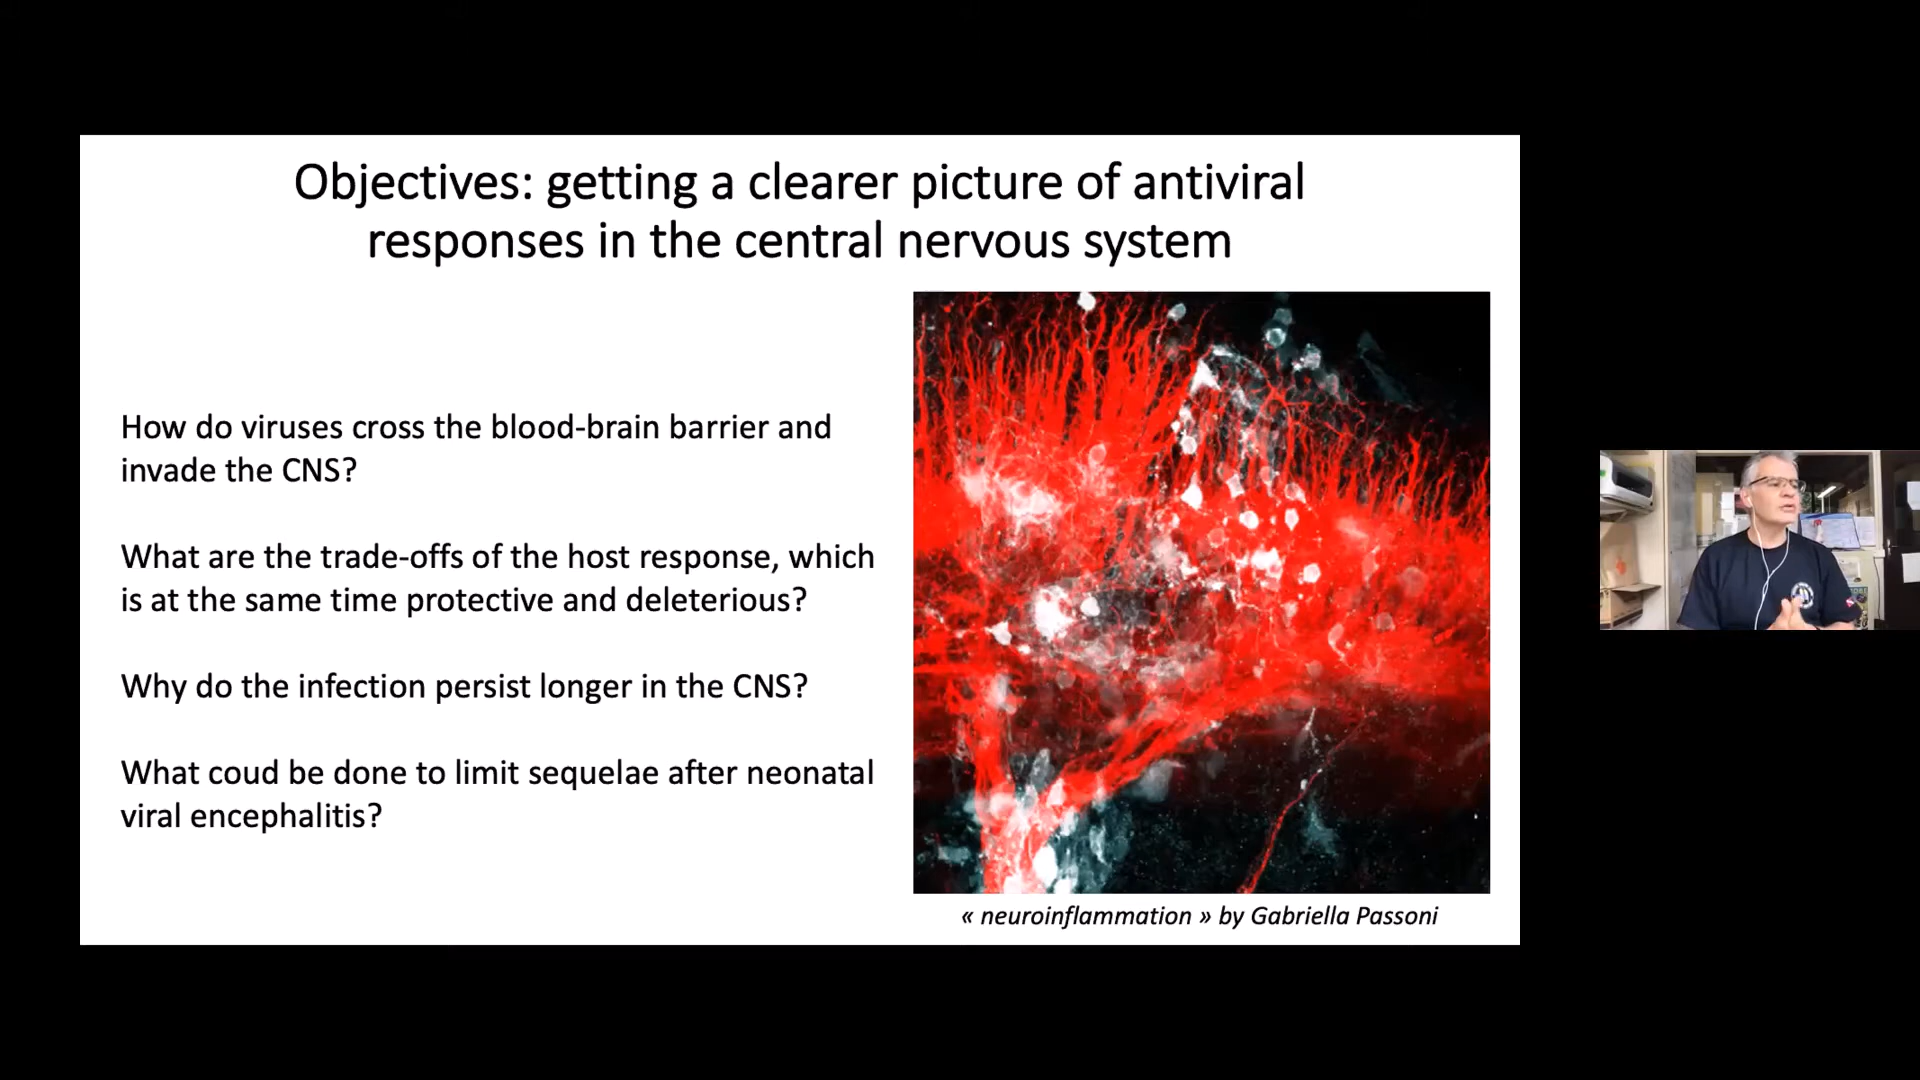 Objectives: getting a clearer picture of antiviral
responses in the central nervous system
How do viruses cross the blood-brain barrier and
invade the CNS?
What are the trade-offs of the host response, which
is at the same time protective and deleterious?
Why do the infection persist longer in the CNS?
What coud be done to limit sequelae after neonatal
viral encephalitis?
« neuroinflammation » by Gabriella Passoni